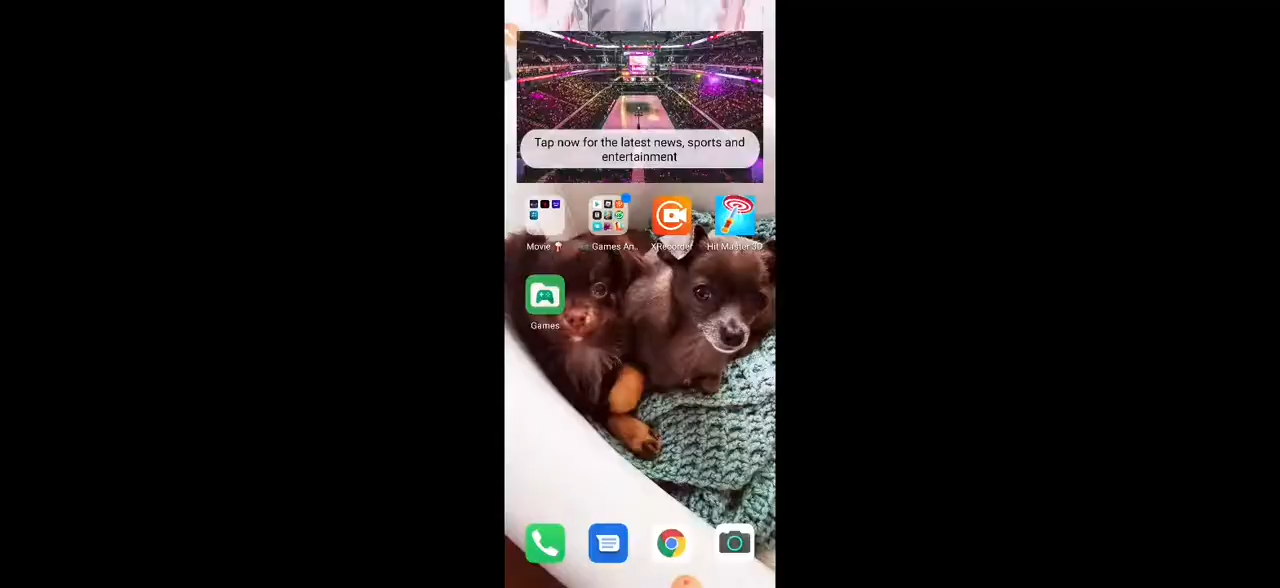 Tap now for the latest news, sports and
entertainment
Movie 🍿
Games An..
XRecorder
Hit Master 3D
Games